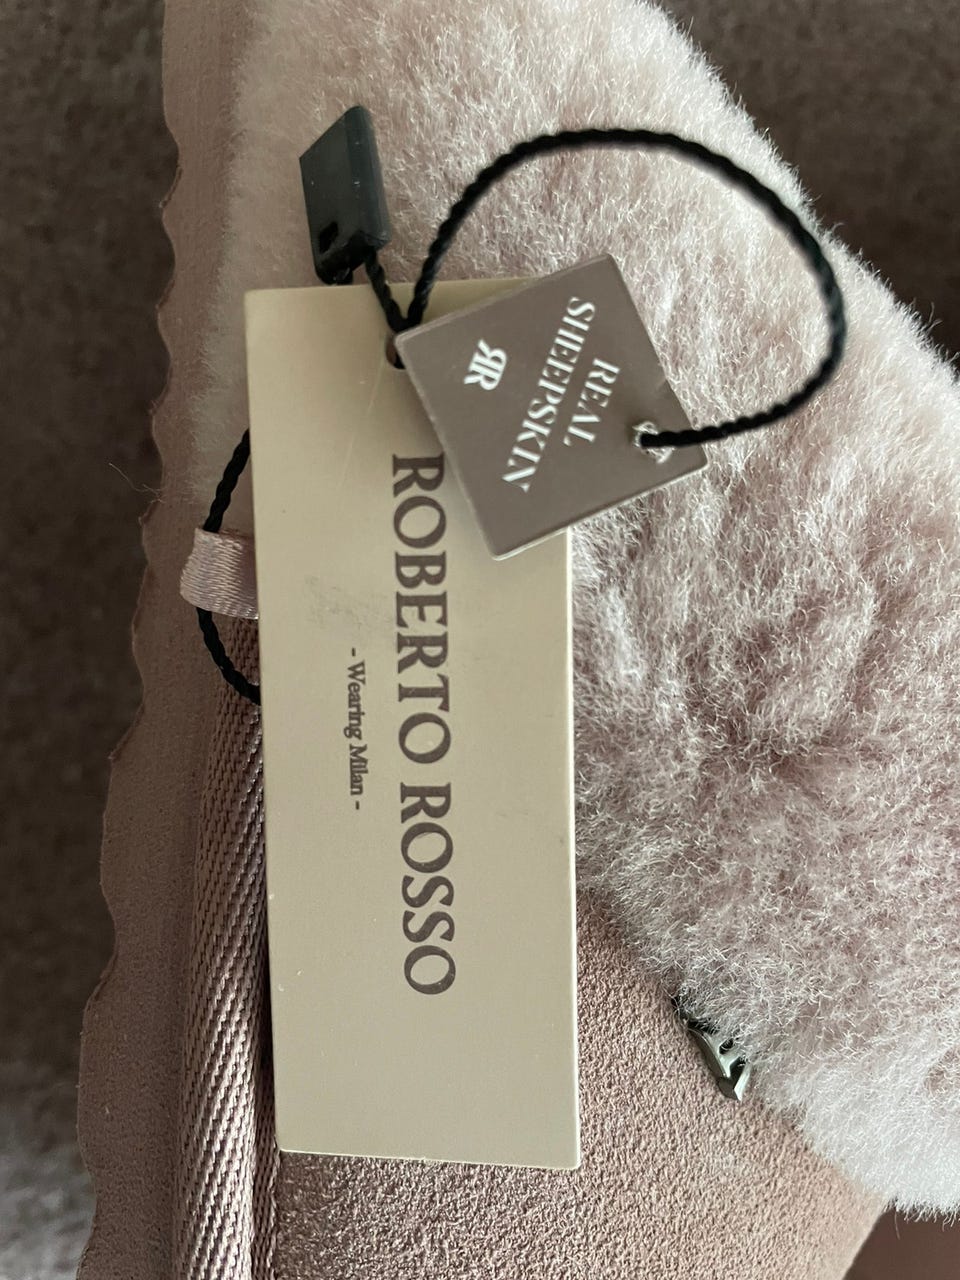 REAL
SHEEPSKIN
RR
ROBERTO ROSSO
- Wearing Milan -